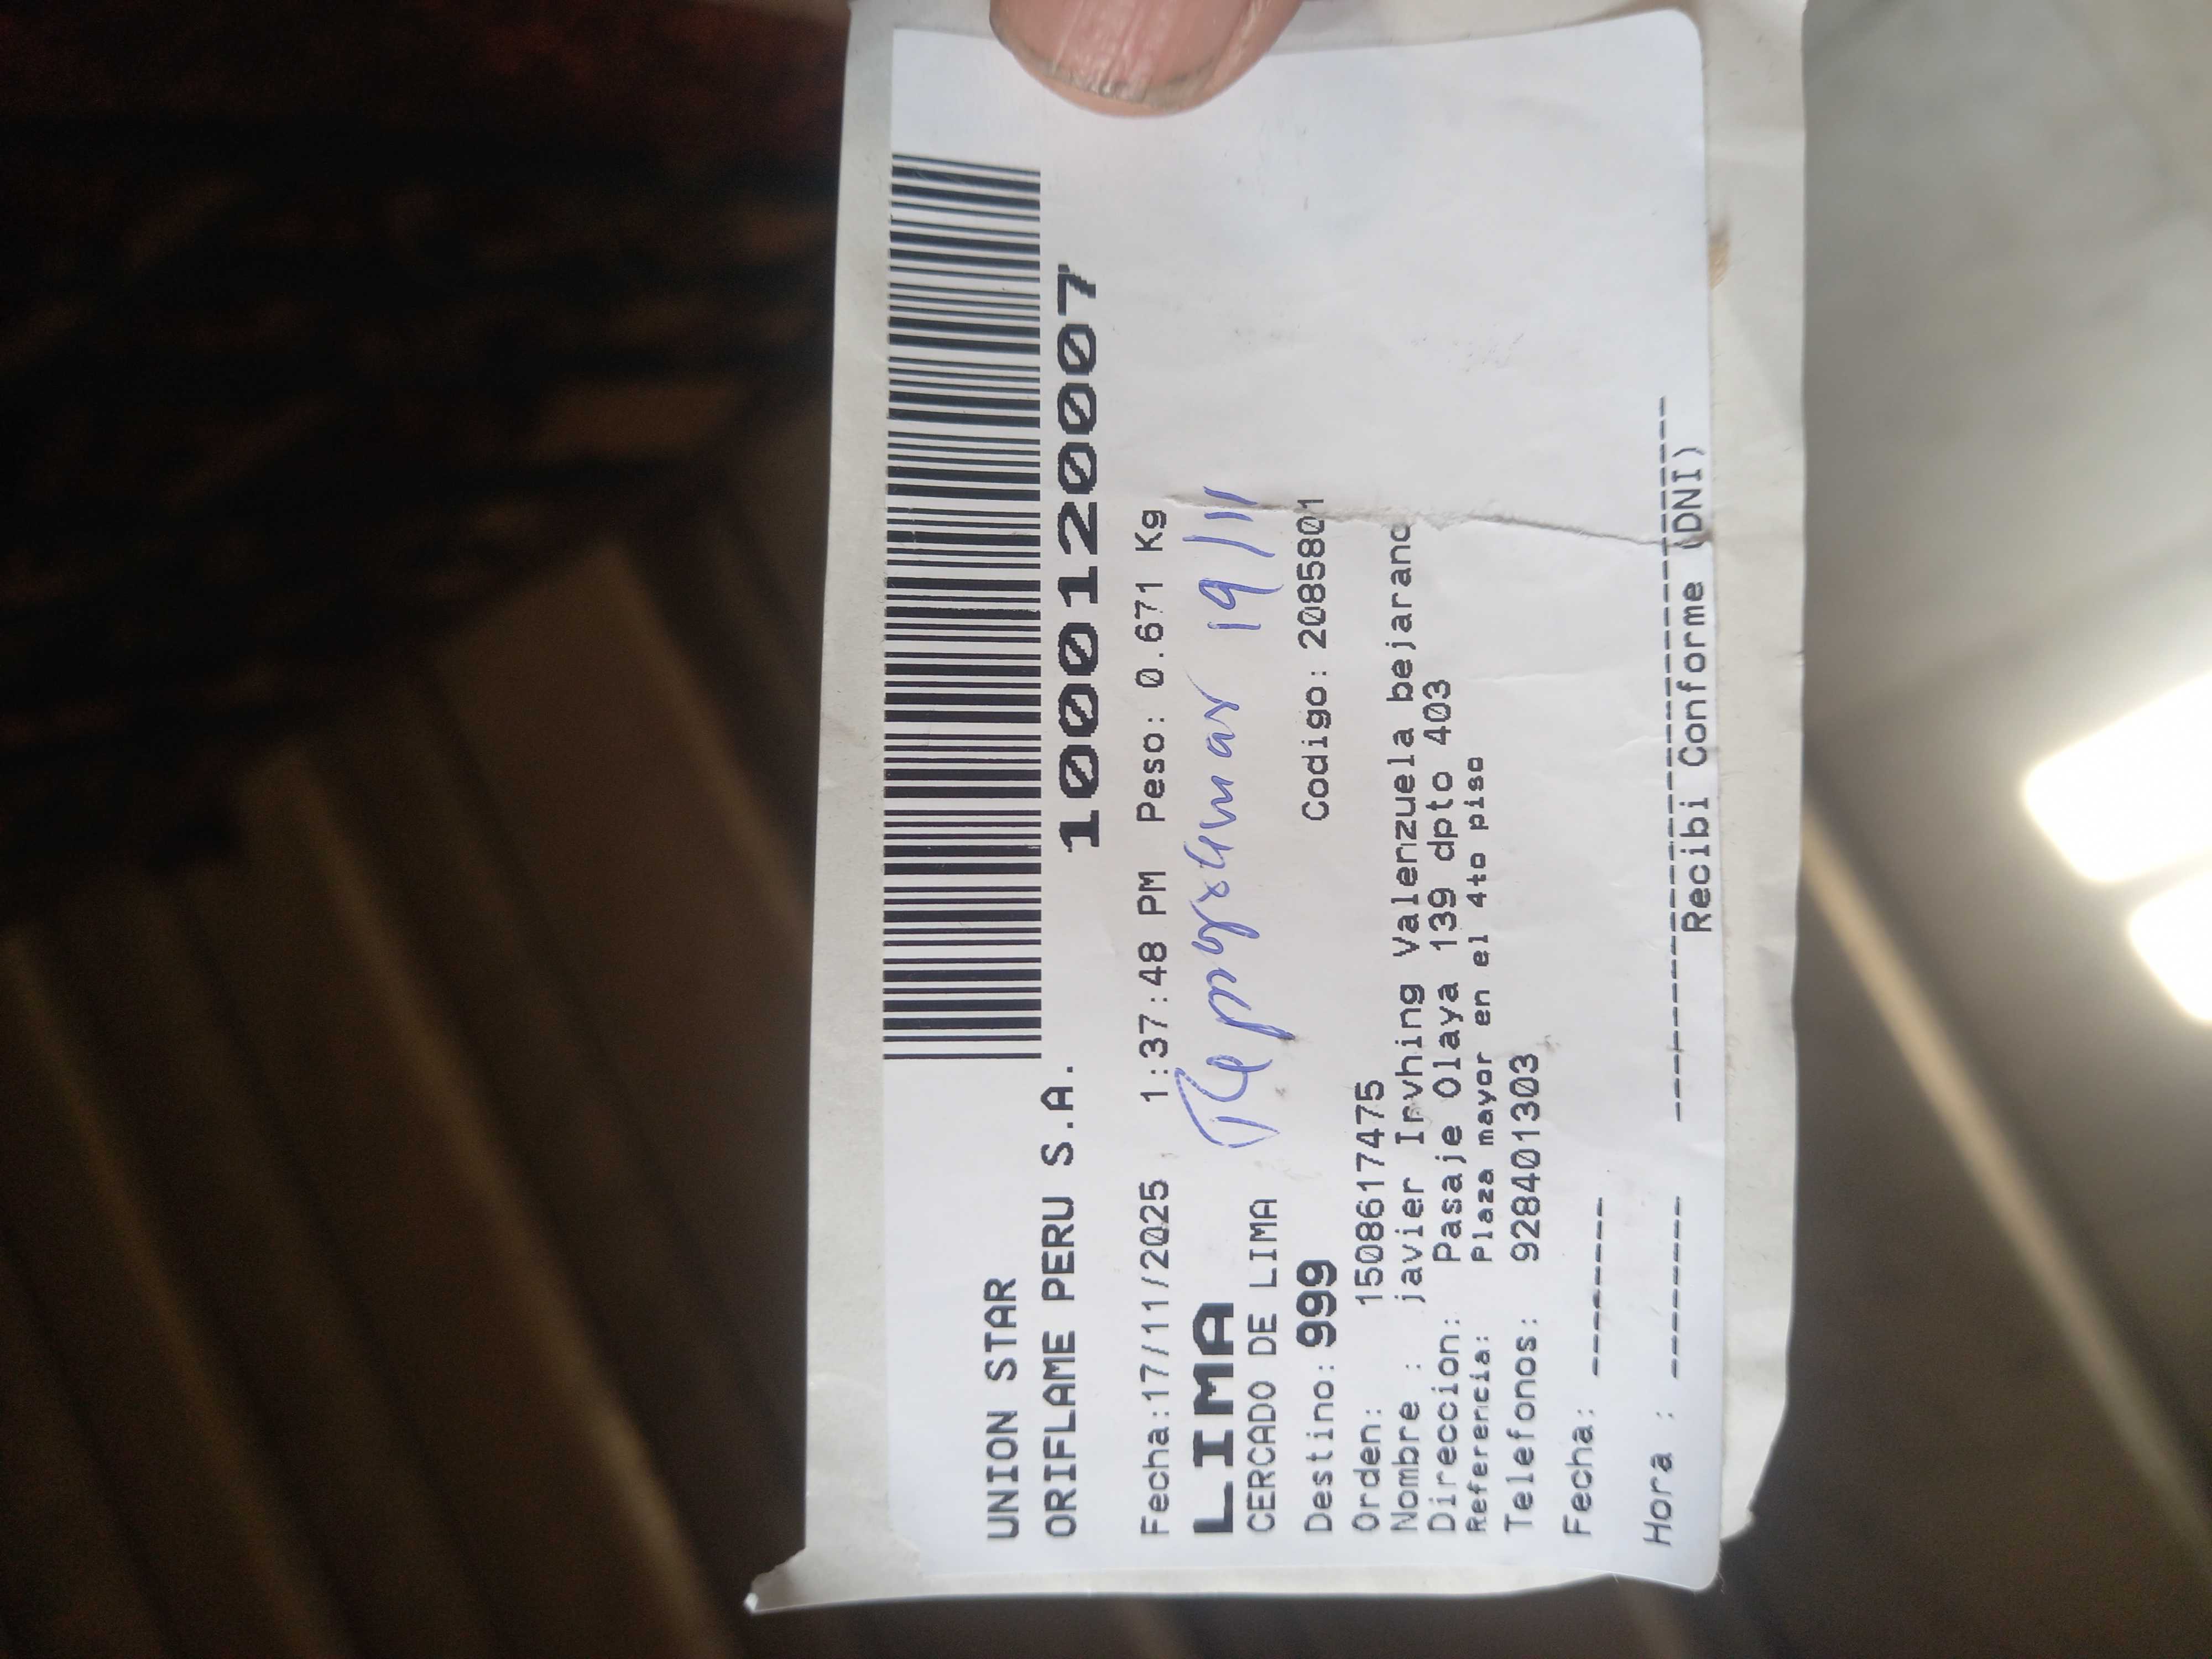 UNION STAR
ORIFLAME PERU S.A.
100120007
Fecha:17/11/2025 1:37:48 PM Peso: 0.671 Kg
LIMA
Reprogramar 19/11
CERCADO DE LIMA
Destino: 999 Codigo: 2085801
Orden: 1508617475
Nombre : javier Irvhing Valenzuela bejarano
Direccion: Pasaje Olaya 139 dpto 403
Referencia: Plaza mayor en el 4to piso
Telefonos: 928401303
Fecha: --------
Hora : --------
Recibi Conforme (DNI)